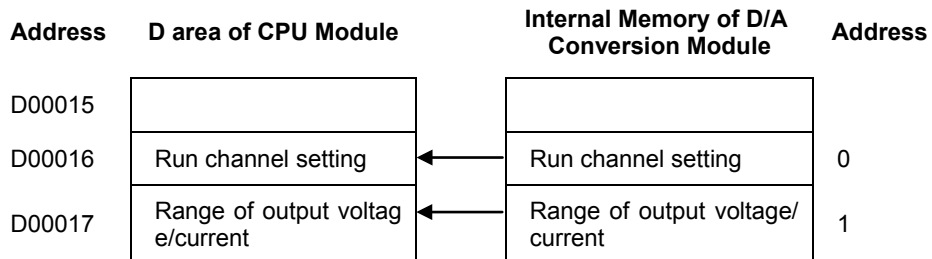 Address D area of CPU Module Internal Memory of D/A Conversion Module Address
D00015
D00016 Run channel setting Run channel setting 0
D00017 Range of output voltag
e/current Range of output voltage/
current 1